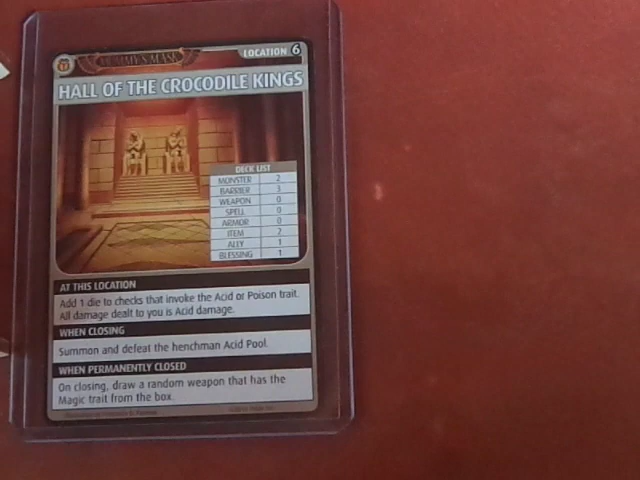 MUMMY'S MASK
LOCATION 6
HALL OF THE CROCODILE KINGS
DECK LIST
MONSTER 2
BARRIER 3
WEAPON 0
SPELL 0
ARMOR 0
ITEM 2
ALLY 1
BLESSING 1
AT THIS LOCATION
Add 1 die to checks that invoke the Acid or Poison trait.
All damage dealt to you is Acid damage.
WHEN CLOSING
Summon and defeat the henchman Acid Pool.
WHEN PERMANENTLY CLOSED
On closing, draw a random weapon that has the
Magic trait from the box.